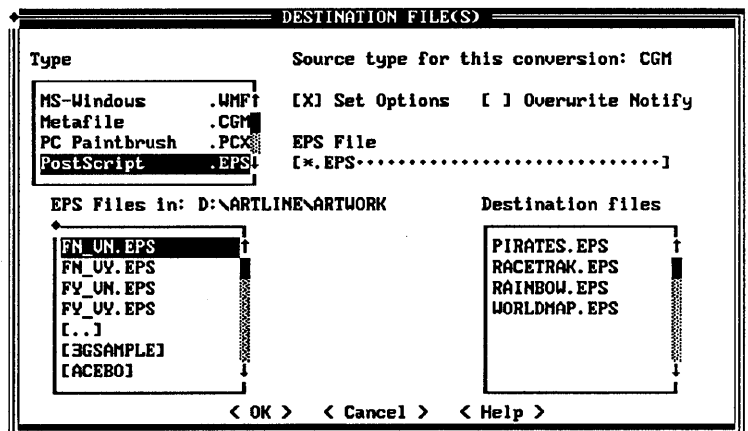 DESTINATION FILE(S)
Type
Source type for this conversion: CGM
MS-Windows .WMF
Metafile .CGM
PC Paintbrush .PCX
PostScript .EPS
[X] Set Options [ ] Overwrite Notify
EPS File
[*.EPS·····························]
EPS Files in: D:\ARTLINE\ARTWORK
FN_VN.EPS
FN_VY.EPS
FY_VN.EPS
FY_VY.EPS
[..]
[3GSAMPLE]
[ACEBO]
Destination files
PIRATES.EPS
RACETRAK.EPS
RAINBOW.EPS
WORLDMAP.EPS
< OK > < Cancel > < Help >